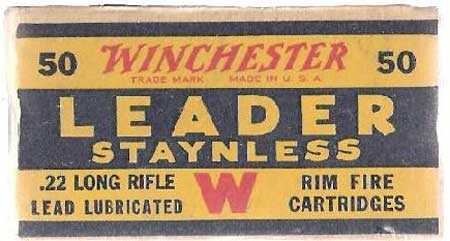 50 WINCHESTER 50
TRADE MARK MADE IN U.S.A
LEADER
STAYNLESS
.22 LONG RIFLE W RIM FIRE
LEAD LUBRICATED CARTRIDGES